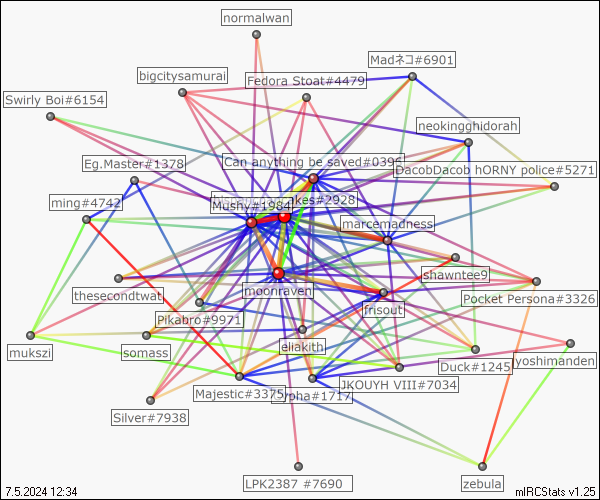 normalwan
Madネコ#6901
bigcitysamurai
Fedora Stoat#4479
Swirly Boi#6154
neokingghidorah
Eg.Master#1378
Can anything be saved#0396
DacobDacob hORNY police#5271
ming#4742
Mushy#1984
akes#2928
marcemadness
shawntee9
moonraven
thesecondtwat
Pocket Persona#3326
Pikabro#9971
frisout
eliakith
mukszi
somass
Duck#1245
yoshimanden
JKOUYH VIII#7034
Majestic#3375
pha#1717
Silver#7938
LPK2387 #7690
zebula
7.5.2024 12:34
mIRCStats v1.25